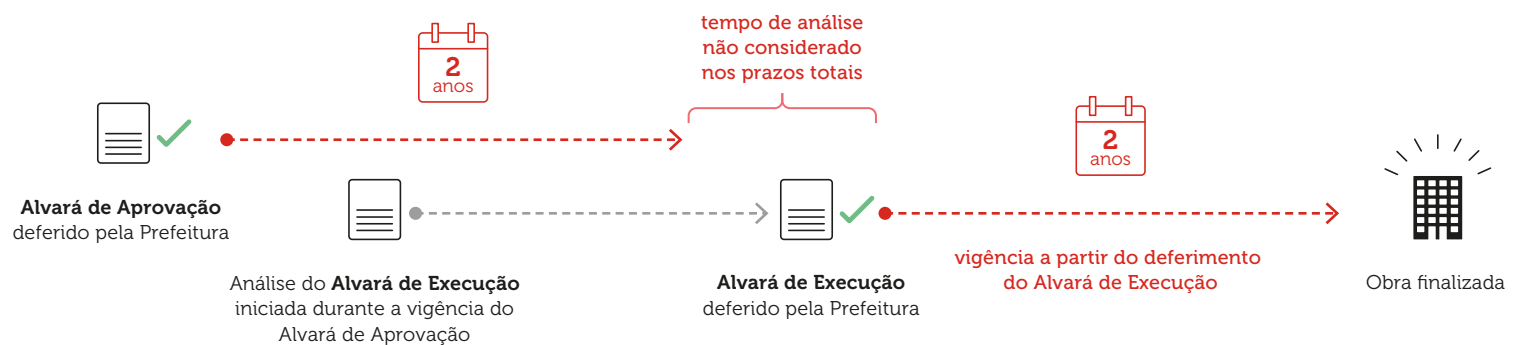 tempo de análise
não considerado
nos prazos totais
2
anos
2
anos
Alvará de Aprovação
deferido pela Prefeitura
Análise do Alvará de Execução
iniciada durante a vigência do
Alvará de Aprovação
Alvará de Execução
deferido pela Prefeitura
vigência a partir do deferimento
do Alvará de Execução
Obra finalizada